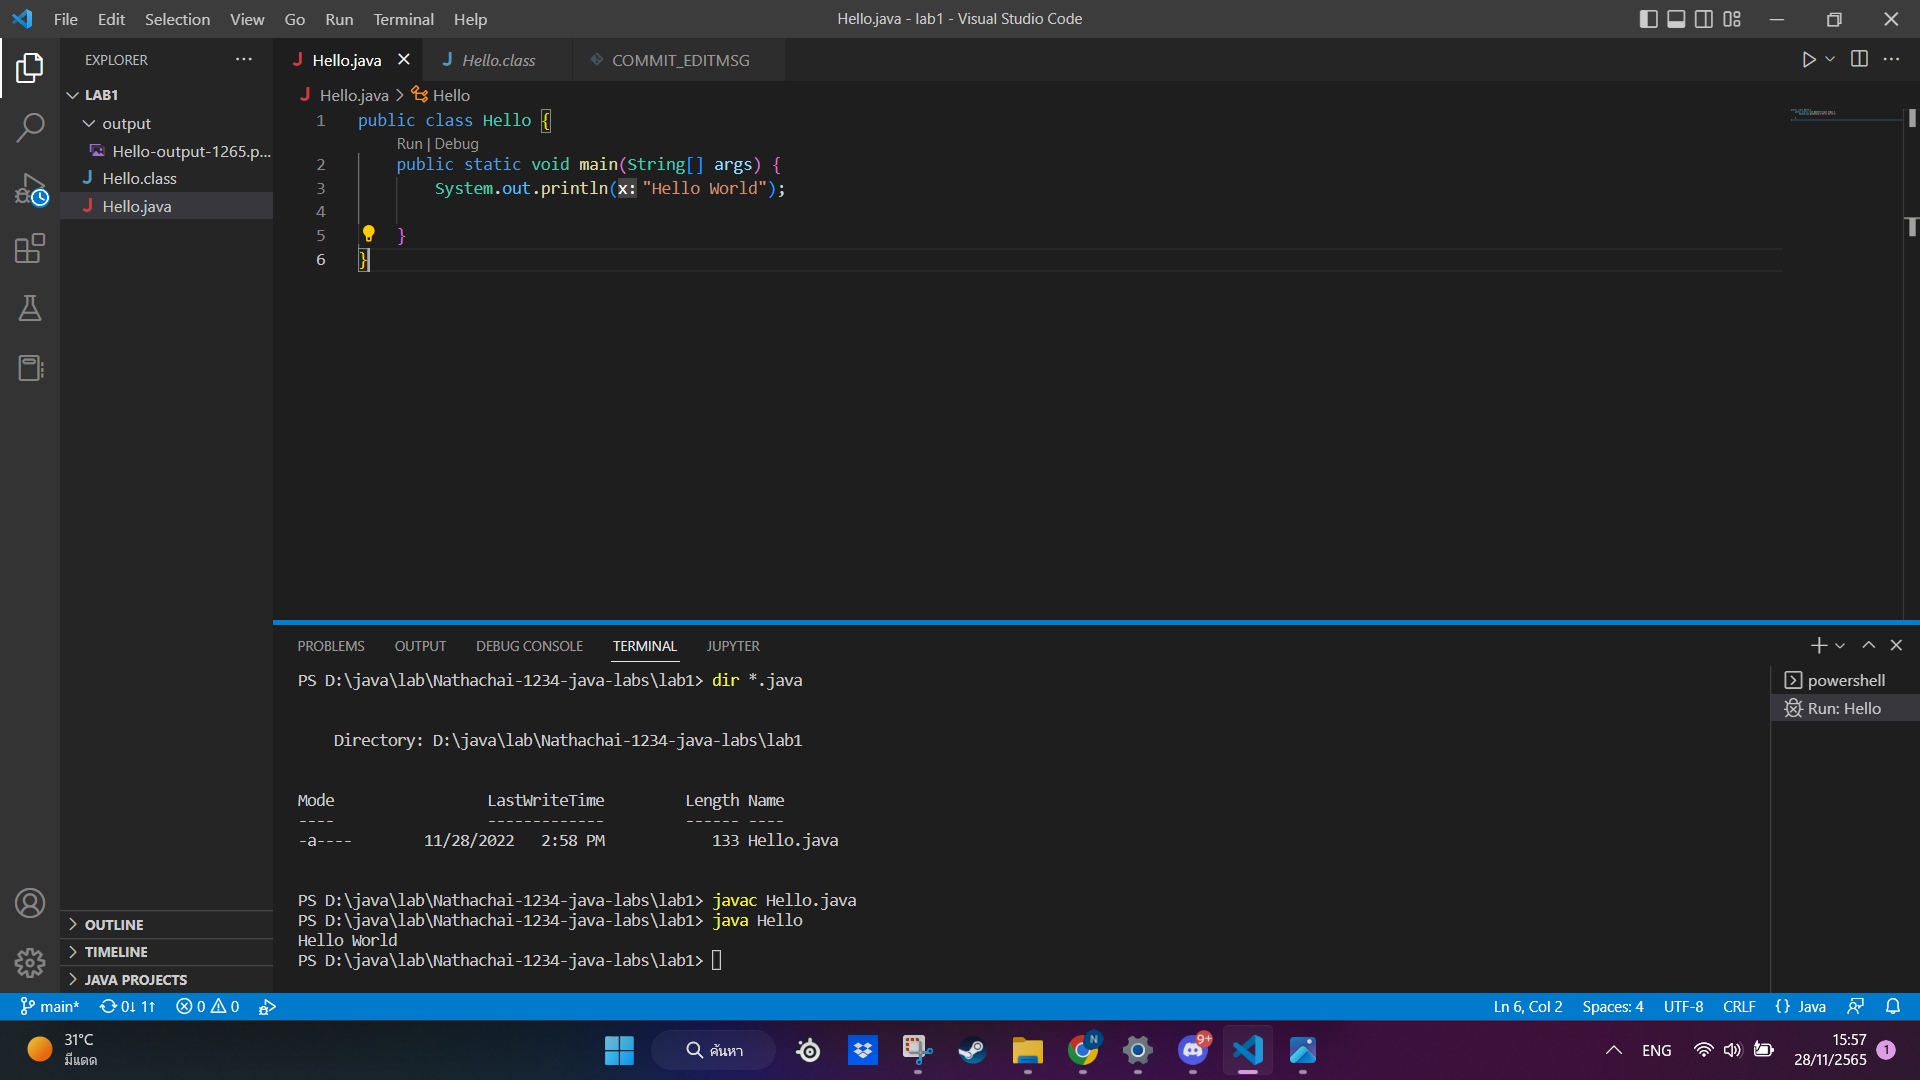 File Edit Selection View Go Run Terminal Help
Hello.java - lab1 - Visual Studio Code
EXPLORER
LAB1
output
Hello-output-1265.p...
Hello.class
Hello.java
OUTLINE
TIMELINE
JAVA PROJECTS
Hello.java
Hello.class
COMMIT_EDITMSG
Hello.java > Hello
1 public class Hello {
Run | Debug
2 public static void main(String[] args) {
3 System.out.println(x: "Hello World");
4
5 }
6 }
PROBLEMS OUTPUT DEBUG CONSOLE TERMINAL JUPYTER
PS D:\java\lab\Nathachai-1234-java-labs\lab1> dir *.java
Directory: D:\java\lab\Nathachai-1234-java-labs\lab1
Mode LastWriteTime Length Name
---- ------------- ------ ----
-a---- 11/28/2022 2:58 PM 133 Hello.java
PS D:\java\lab\Nathachai-1234-java-labs\lab1> javac Hello.java
PS D:\java\lab\Nathachai-1234-java-labs\lab1> java Hello
Hello World
PS D:\java\lab\Nathachai-1234-java-labs\lab1>
powershell
Run: Hello
main* 0↓ 1↑ 0 0
Ln 6, Col 2 Spaces: 4 UTF-8 CRLF {} Java
31°C
มีแดด
ค้นหา
N
9+
ENG
15:57
28/11/2565
1